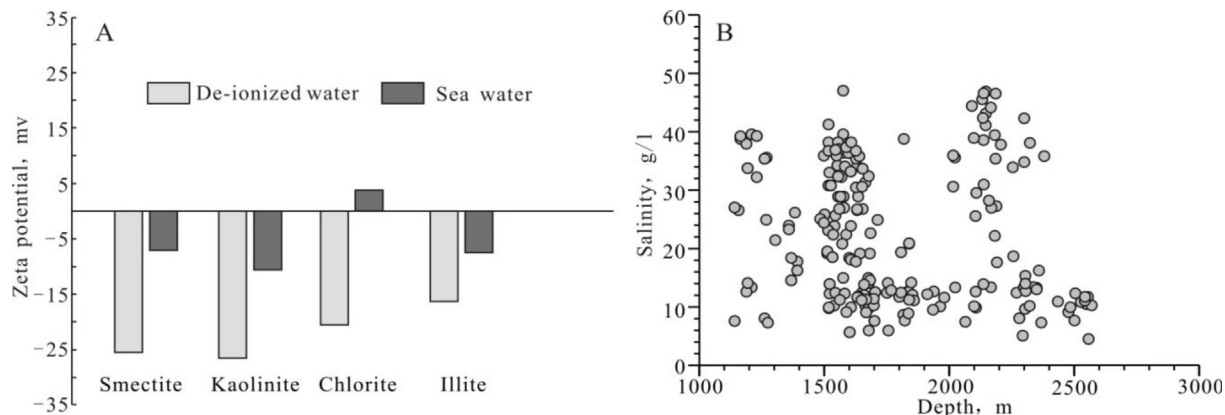 A
De-ionized water
Sea water
Zeta potential, mv
35
25
15
5
−5
−15
−25
−35
Smectite
Kaolinite
Chlorite
Illite
B
Salinity, g/l
60
50
40
30
20
10
0
1000
1500
2000
2500
3000
Depth, m